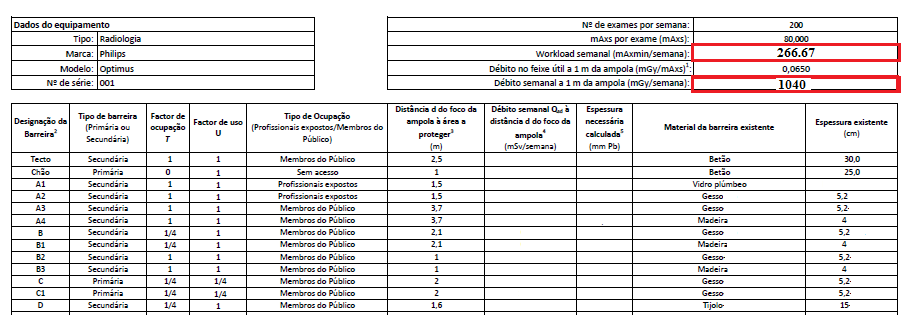 Dados do equipamento
Tipo: Radiologia
Marca: Philips
Modelo: Optimus
Nº de série: 001
Nº de exames por semana: 200
mAxs por exame (mAxs): 80,000
Workload semanal (mAxmin/semana): 266.67
Débito no feixe útil a 1 m da ampola (mGy/mAxs)¹: 0,0650
Débito semanal a 1 m da ampola (mGy/semana): 1040
Designação da Barreira²
Tipo de barreira (Primária ou Secundária)
Factor de ocupação T
Factor de uso U
Tipo de Ocupação (Profissionais expostos/Membros do Público)
Distância d do foco da ampola à área a proteger³ (m)
Débito semanal Qsd à distância d do foco da ampola⁴ (mSv/semana)
Espessura necessária calculada⁵ (mm Pb)
Material da barreira existente
Espessura existente (cm)
Tecto Secundária 1 1 Membros do Público 2,5 Betão 30,0
Chão Primária 0 1 Sem acesso 1 Betão 25,0
A1 Secundária 1 1 Profissionais expostos 1,5 Vidro plúmbeo
A2 Secundária 1 1 Profissionais expostos 1,5 Gesso 5,2
A3 Secundária 1 1 Membros do Público 3,7 Gesso 5,2
A4 Secundária 1 1 Membros do Público 3,7 Madeira 4
B Secundária 1/4 1 Membros do Público 2,1 Gesso 5,2
B1 Secundária 1/4 1 Membros do Público 2,1 Madeira 4
B2 Secundária 1 1 Membros do Público 1 Gesso 5,2
B3 Secundária 1 1 Membros do Público 1 Madeira 4
C Primária 1/4 1/4 Membros do Público 2 Gesso 5,2
C1 Primária 1/4 1/4 Membros do Público 2 Gesso 5,2
D Secundária 1/4 1 Membros do Público 1,6 Tijolo 15